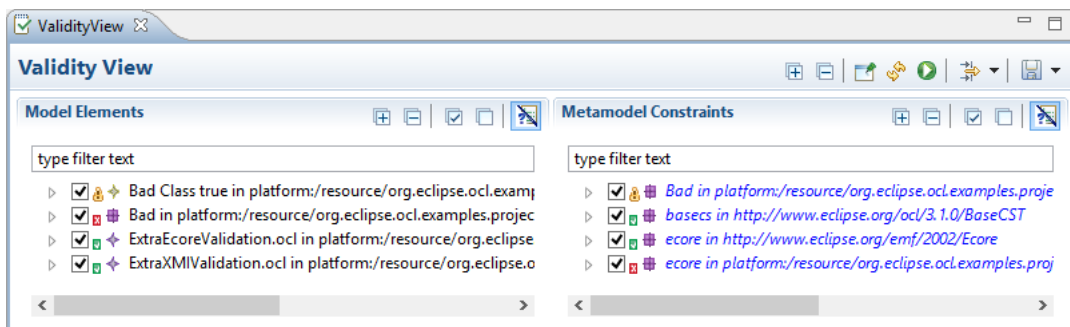 ValidityView
Validity View
Model Elements
type filter text
Bad Class true in platform:/resource/org.eclipse.ocl.examp
Bad in platform:/resource/org.eclipse.ocl.examples.projec
ExtraEcoreValidation.ocl in platform:/resource/org.eclipse
ExtraXMIValidation.ocl in platform:/resource/org.eclipse.o
Metamodel Constraints
type filter text
Bad in platform:/resource/org.eclipse.ocl.examples.proje
basecs in http://www.eclipse.org/ocl/3.1.0/BaseCST
ecore in http://www.eclipse.org/emf/2002/Ecore
ecore in platform:/resource/org.eclipse.ocl.examples.proj